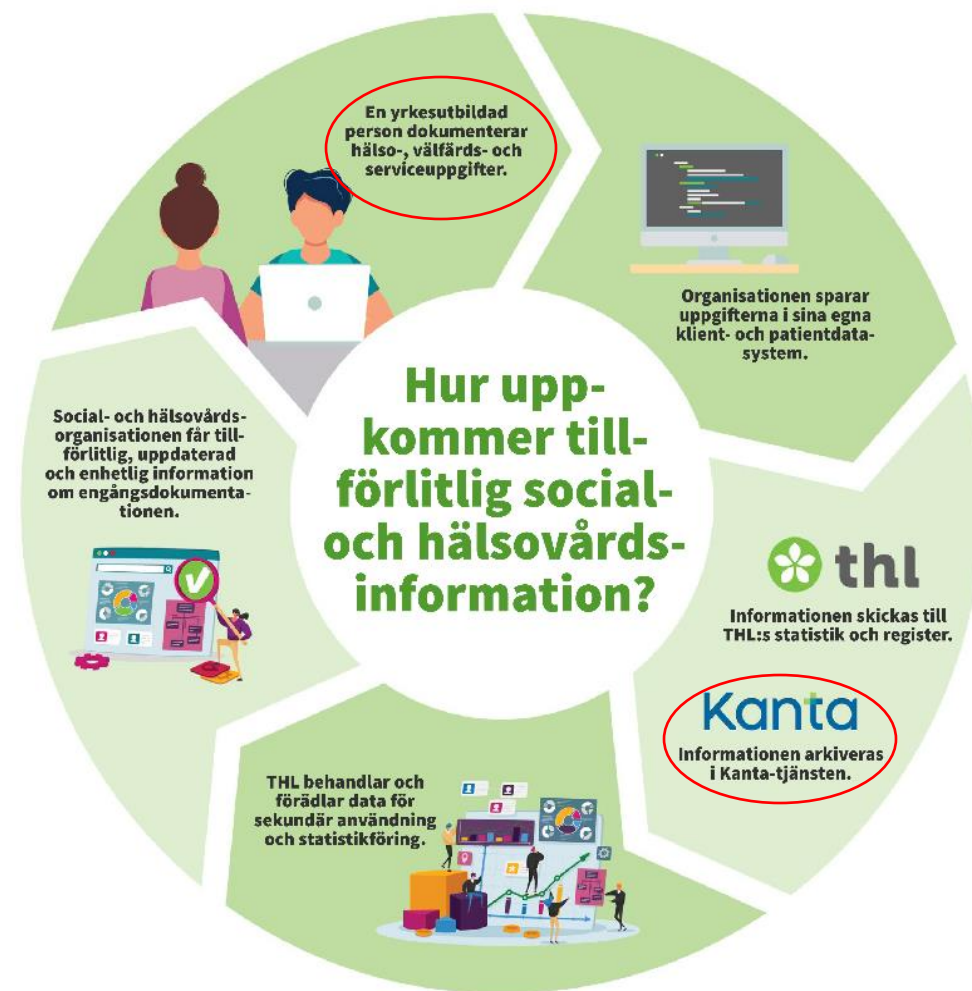 En yrkesutbildad
person dokumenterar
hälso-, välfärds- och
serviceuppgifter.
Organisationen sparar
uppgifterna i sina egna
klient- och patientdata-
system.
Hur upp-
kommer till-
förlitlig social-
och hälsovårds-
information?
thl
Informationen skickas till
THL:s statistik och register.
Kanta
Informationen arkiveras
i Kanta-tjänsten.
THL behandlar och
förädlar data för
sekundär användning
och statistikföring.
Social- och hälsovårds-
organisationen får till-
förlitlig, uppdaterad
och enhetlig information
om engångsdokumenta-
tionen.